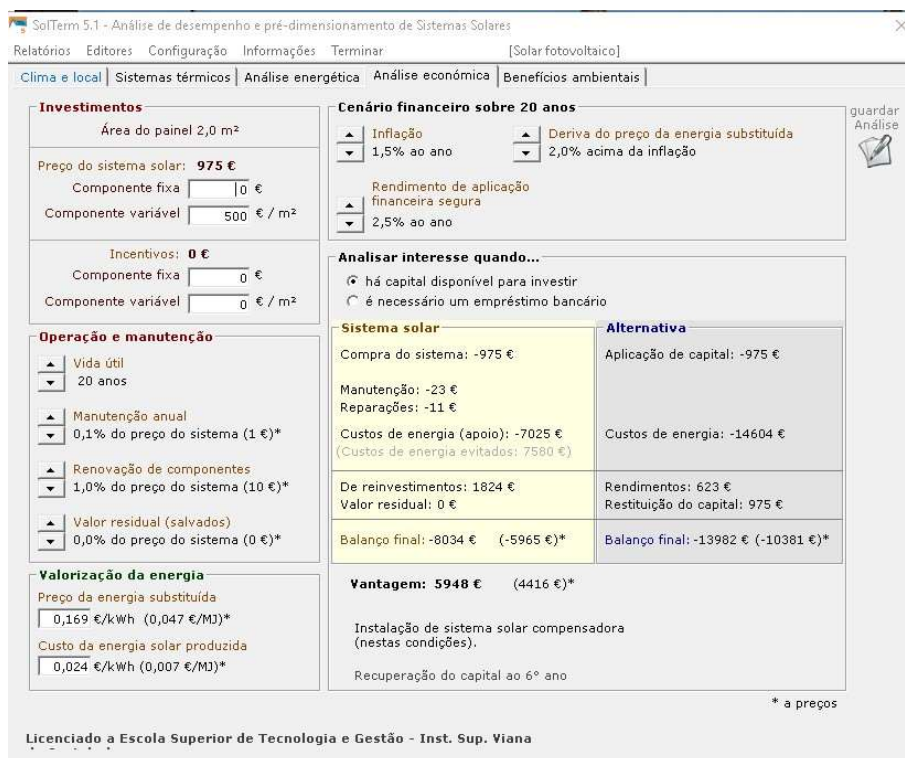 SolTerm 5.1 - Análise de desempenho e pré-dimensionamento de Sistemas Solares
Relatórios Editores Configuração Informações Terminar [Solar fotovoltaico]
Clima e local Sistemas térmicos Análise energética Análise económica Benefícios ambientais
Investimentos
Área do painel 2,0 m²
Preço do sistema solar: 975 €
Componente fixa 0 €
Componente variável 500 € / m²
Incentivos: 0 €
Componente fixa 0 €
Componente variável 0 € / m²
Operação e manutenção
Vida útil
20 anos
Manutenção anual
0,1% do preço do sistema (1 €)*
Renovação de componentes
1,0% do preço do sistema (10 €)*
Valor residual (salvados)
0,0% do preço do sistema (0 €)*
Valorização da energia
Preço da energia substituída
0,169 €/kWh (0,047 €/MJ)*
Custo da energia solar produzida
0,024 €/kWh (0,007 €/MJ)*
Cenário financeiro sobre 20 anos
Inflação
1,5% ao ano
Deriva do preço da energia substituída
2,0% acima da inflação
Rendimento de aplicação
financeira segura
2,5% ao ano
guardar
Análise
Analisar interesse quando...
há capital disponível para investir
é necessário um empréstimo bancário
Sistema solar
Compra do sistema: -975 €
Manutenção: -23 €
Reparações: -11 €
Custos de energia (apoio): -7025 €
(Custos de energia evitados: 7580 €)
De reinvestimentos: 1824 €
Valor residual: 0 €
Balanço final: -8034 € (-5965 €)*
Alternativa
Aplicação de capital: -975 €
Custos de energia: -14604 €
Rendimentos: 623 €
Restituição do capital: 975 €
Balanço final: -13982 € (-10381 €)*
Vantagem: 5948 € (4416 €)*
Instalação de sistema solar compensadora
(nestas condições).
Recuperação do capital ao 6º ano
* a preços
Licenciado a Escola Superior de Tecnologia e Gestão - Inst. Sup. Viana